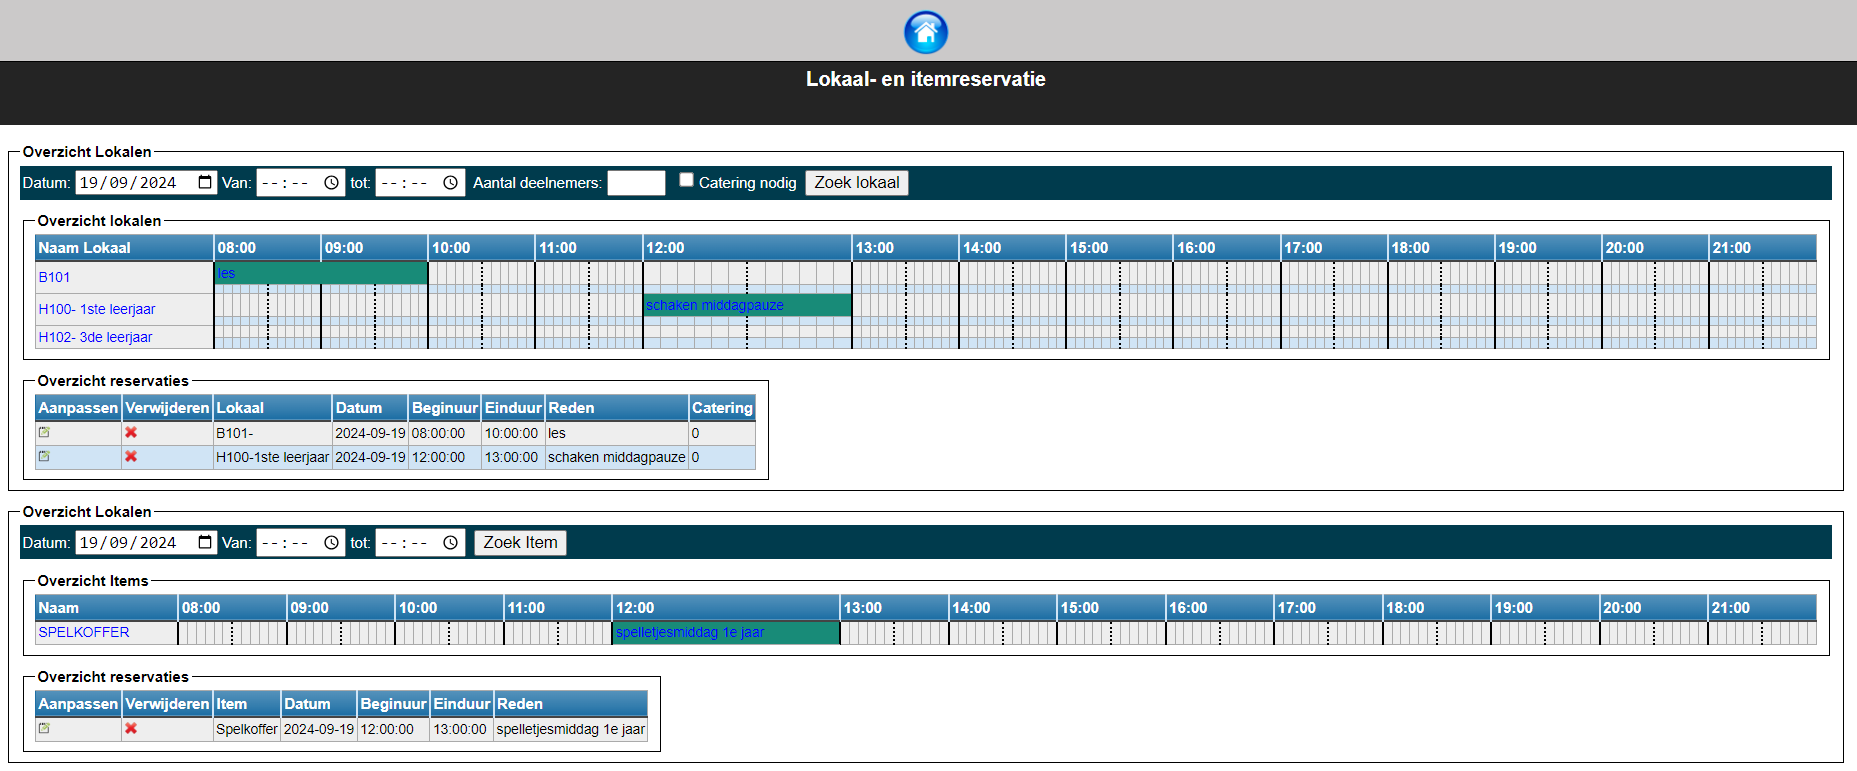 Lokaal- en itemreservatie
Overzicht Lokalen
Datum: 19/09/2024 Van: --:-- tot: --:-- Aantal deelnemers: Catering nodig Zoek lokaal
Overzicht lokalen
Naam Lokaal 08:00 09:00 10:00 11:00 12:00 13:00 14:00 15:00 16:00 17:00 18:00 19:00 20:00 21:00
B101 les
H100- 1ste leerjaar schaken middagpauze
H102- 3de leerjaar
Overzicht reservaties
Aanpassen Verwijderen Lokaal Datum Beginuur Einduur Reden Catering
B101- 2024-09-19 08:00:00 10:00:00 les 0
H100-1ste leerjaar 2024-09-19 12:00:00 13:00:00 schaken middagpauze 0
Overzicht Lokalen
Datum: 19/09/2024 Van: --:-- tot: --:-- Zoek Item
Overzicht Items
Naam 08:00 09:00 10:00 11:00 12:00 13:00 14:00 15:00 16:00 17:00 18:00 19:00 20:00 21:00
SPELKOFFER spelletjesmiddag 1e jaar
Overzicht reservaties
Aanpassen Verwijderen Item Datum Beginuur Einduur Reden
Spelkoffer 2024-09-19 12:00:00 13:00:00 spelletjesmiddag 1e jaar